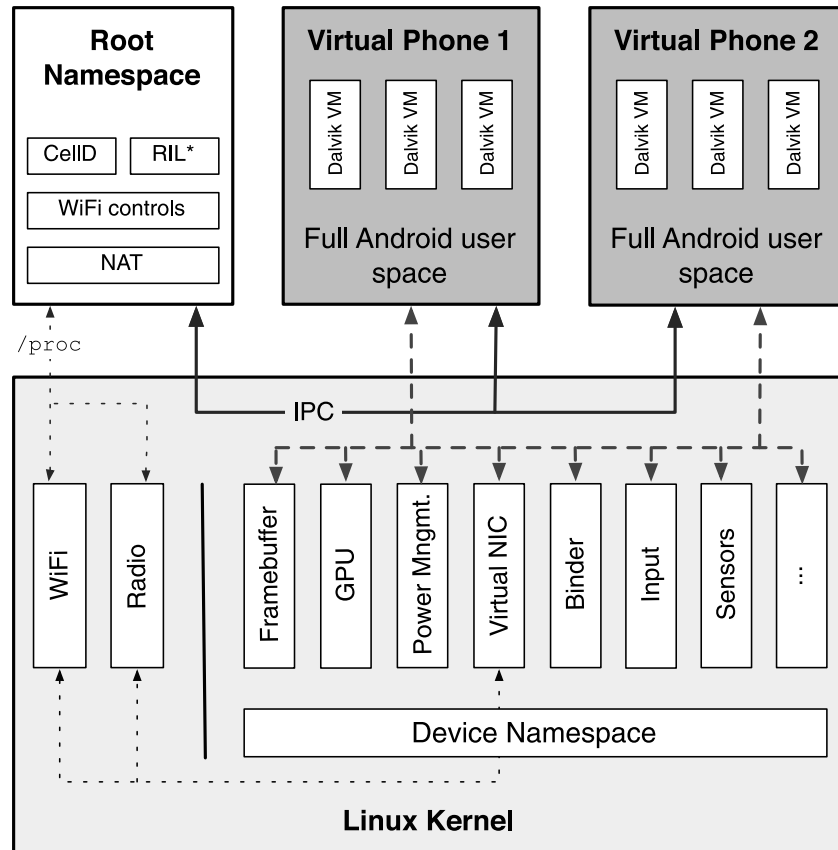 Root
Namespace
CellID
RIL*
WiFi controls
NAT
Virtual Phone 1
Dalvik VM
Dalvik VM
Dalvik VM
Full Android user
space
Virtual Phone 2
Dalvik VM
Dalvik VM
Dalvik VM
Full Android user
space
/proc
IPC
WiFi
Radio
Framebuffer
GPU
Power Mngmt.
Virtual NIC
Binder
Input
Sensors
...
Device Namespace
Linux Kernel